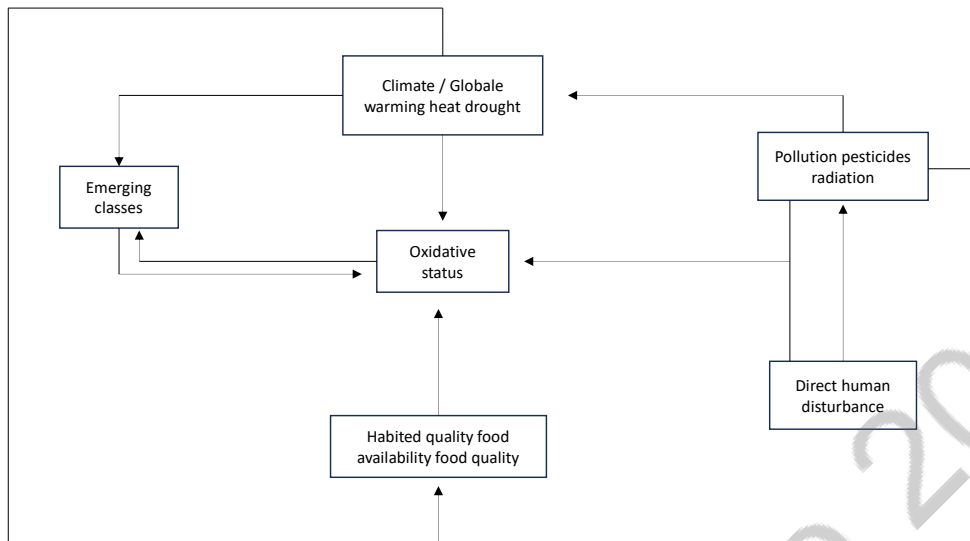 Climate / Globale
warming heat drought
Pollution pesticides
radiation
Emerging
classes
Oxidative
status
Direct human
disturbance
Habited quality food
availability food quality
20